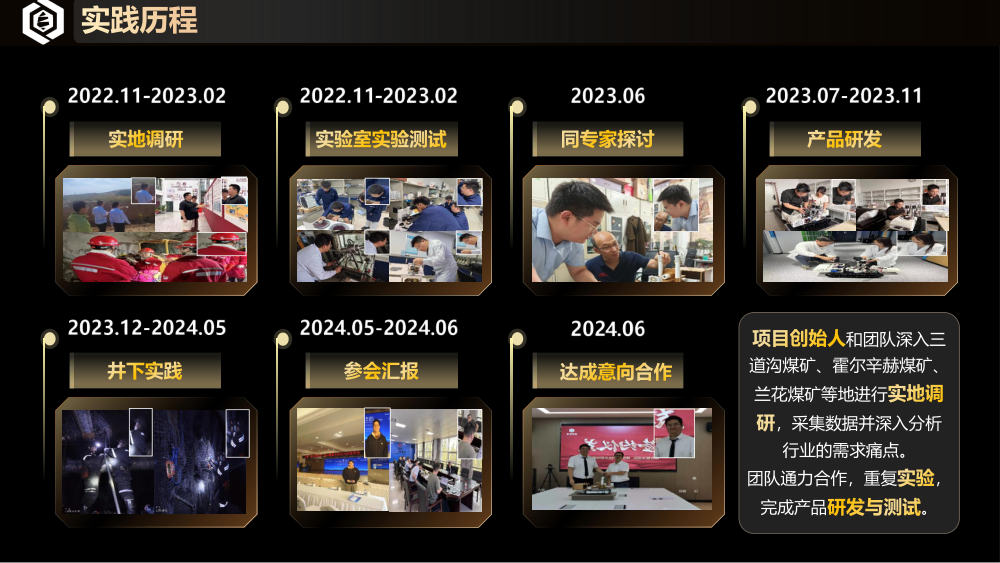 实践历程
2022.11-2023.02
实地调研
2022.11-2023.02
实验室实验测试
2023.06
同专家探讨
2023.07-2023.11
产品研发
2023.12-2024.05
井下实践
2024.05-2024.06
参会汇报
2024.06
达成意向合作
项目创始人和团队深入三
道沟煤矿、霍尔辛赫煤矿、
兰花煤矿等地进行实地调
研，采集数据并深入分析
行业的需求痛点。
团队通力合作，重复实验，
完成产品研发与测试。